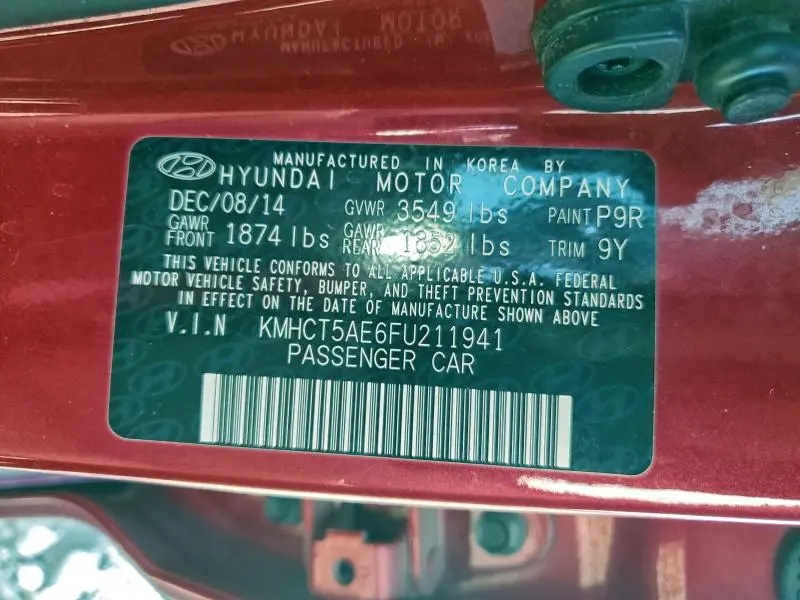 MANUFACTURED IN KOREA BY
HYUNDAI MOTOR COMPANY
DEC/08/14 GVWR 3549 lbs PAINT P9R
GAWR FRONT 1874 lbs GAWR REAR 1852 lbs TRIM 9Y
THIS VEHICLE CONFORMS TO ALL APPLICABLE U.S.A. FEDERAL
MOTOR VEHICLE SAFETY, BUMPER, AND THEFT PREVENTION STANDARDS
IN EFFECT ON THE DATE OF MANUFACTURE SHOWN ABOVE
V.I.N KMHCT5AE6FU211941
PASSENGER CAR